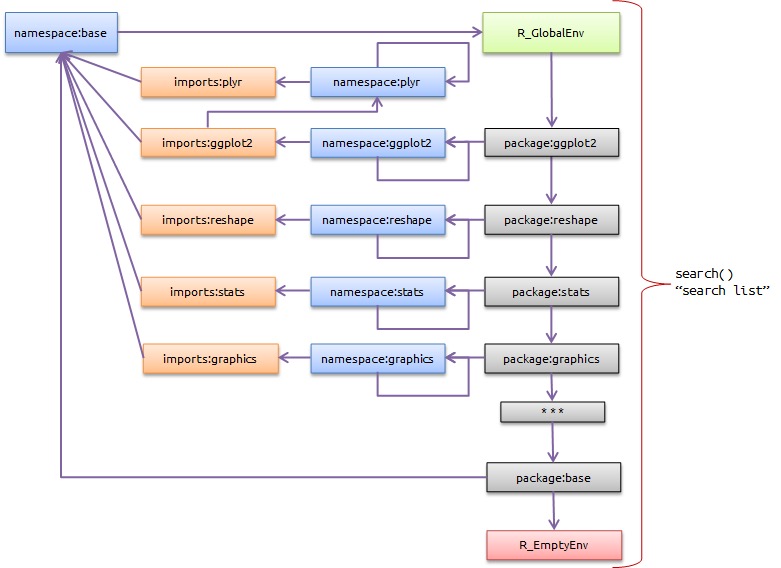 namespace:base
R_GlobalEnv
imports:plyr
namespace:plyr
imports:ggplot2
namespace:ggplot2
package:ggplot2
imports:reshape
namespace:reshape
package:reshape
search()
“search list”
imports:stats
namespace:stats
package:stats
imports:graphics
namespace:graphics
package:graphics
***
package:base
R_EmptyEnv